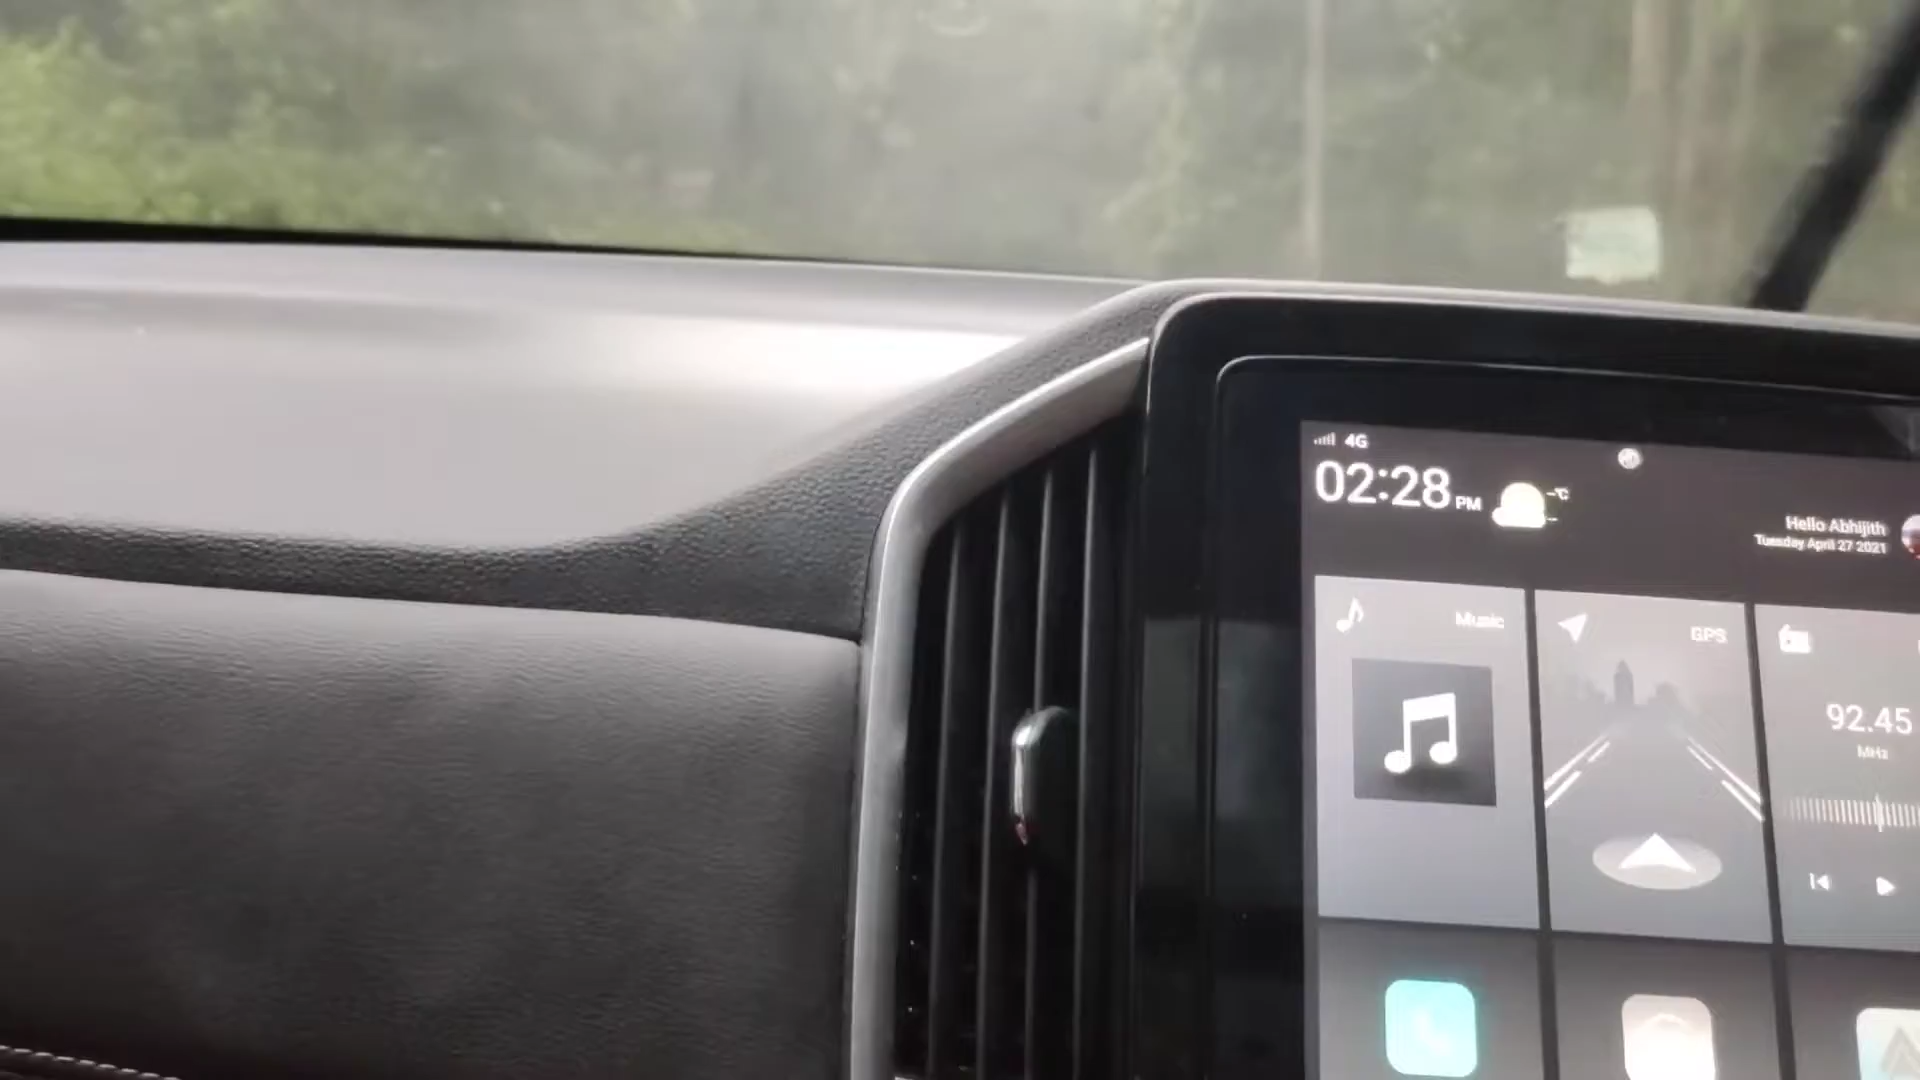 4G
02:28 PM
-°C
Hello Abhijith
Tuesday April 27 2021
Music
GPS
92.45
MHz